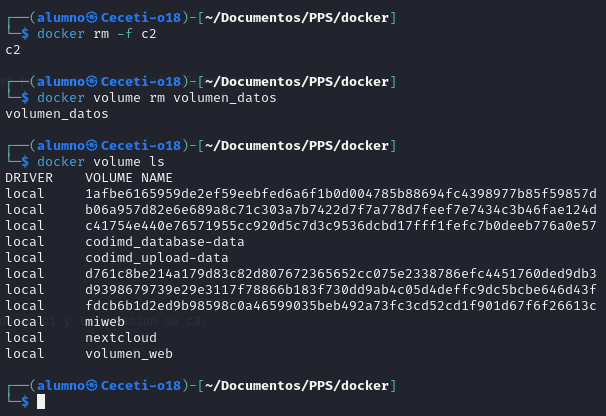 ┌──(alumno㉿Ceceti-o18)-[~/Documentos/PPS/docker]
└─$ docker rm -f c2
c2
┌──(alumno㉿Ceceti-o18)-[~/Documentos/PPS/docker]
└─$ docker volume rm volumen_datos
volumen_datos
┌──(alumno㉿Ceceti-o18)-[~/Documentos/PPS/docker]
└─$ docker volume ls
DRIVER    VOLUME NAME
local     1afbe6165959de2ef59eebfed6a6f1b0d004785b88694fc4398977b85f59857d
local     b06a957d82e6e689a8c71c303a7b7422d7f7a778d7feef7e7434c3b46fae124d
local     c41754e440e76571955cc920d5c7d3c9536dcbd17fff1fefc7b0deeb776a0e57
local     codimd_database-data
local     codimd_upload-data
local     d761c8be214a179d83c82d807672365652cc075e2338786efc4451760ded9db3
local     d9398679739e29e3117f78866b183f730dd9ab4c05d4deffc9dc5bcbe646d43f
local     fdcb6b1d2ed9b98598c0a46599035beb492a73fc3cd52cd1f901d67f6f26613c
local     miweb
local     nextcloud
local     volumen_web
┌──(alumno㉿Ceceti-o18)-[~/Documentos/PPS/docker]
└─$